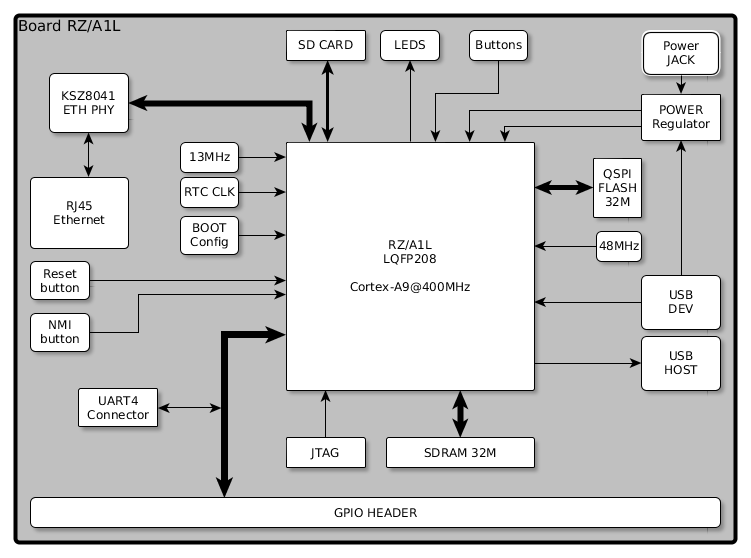 Board RZ/A1L
SD CARD
LEDS
Buttons
Power
JACK
KSZ8041
ETH PHY
POWER
Regulator
13MHz
RTC CLK
BOOT
Config
QSPI
FLASH
32M
RJ45
Ethernet
RZ/A1L
LQFP208
Cortex-A9@400MHz
48MHz
Reset
button
USB
DEV
NMI
button
USB
HOST
UART4
Connector
JTAG
SDRAM 32M
GPIO HEADER